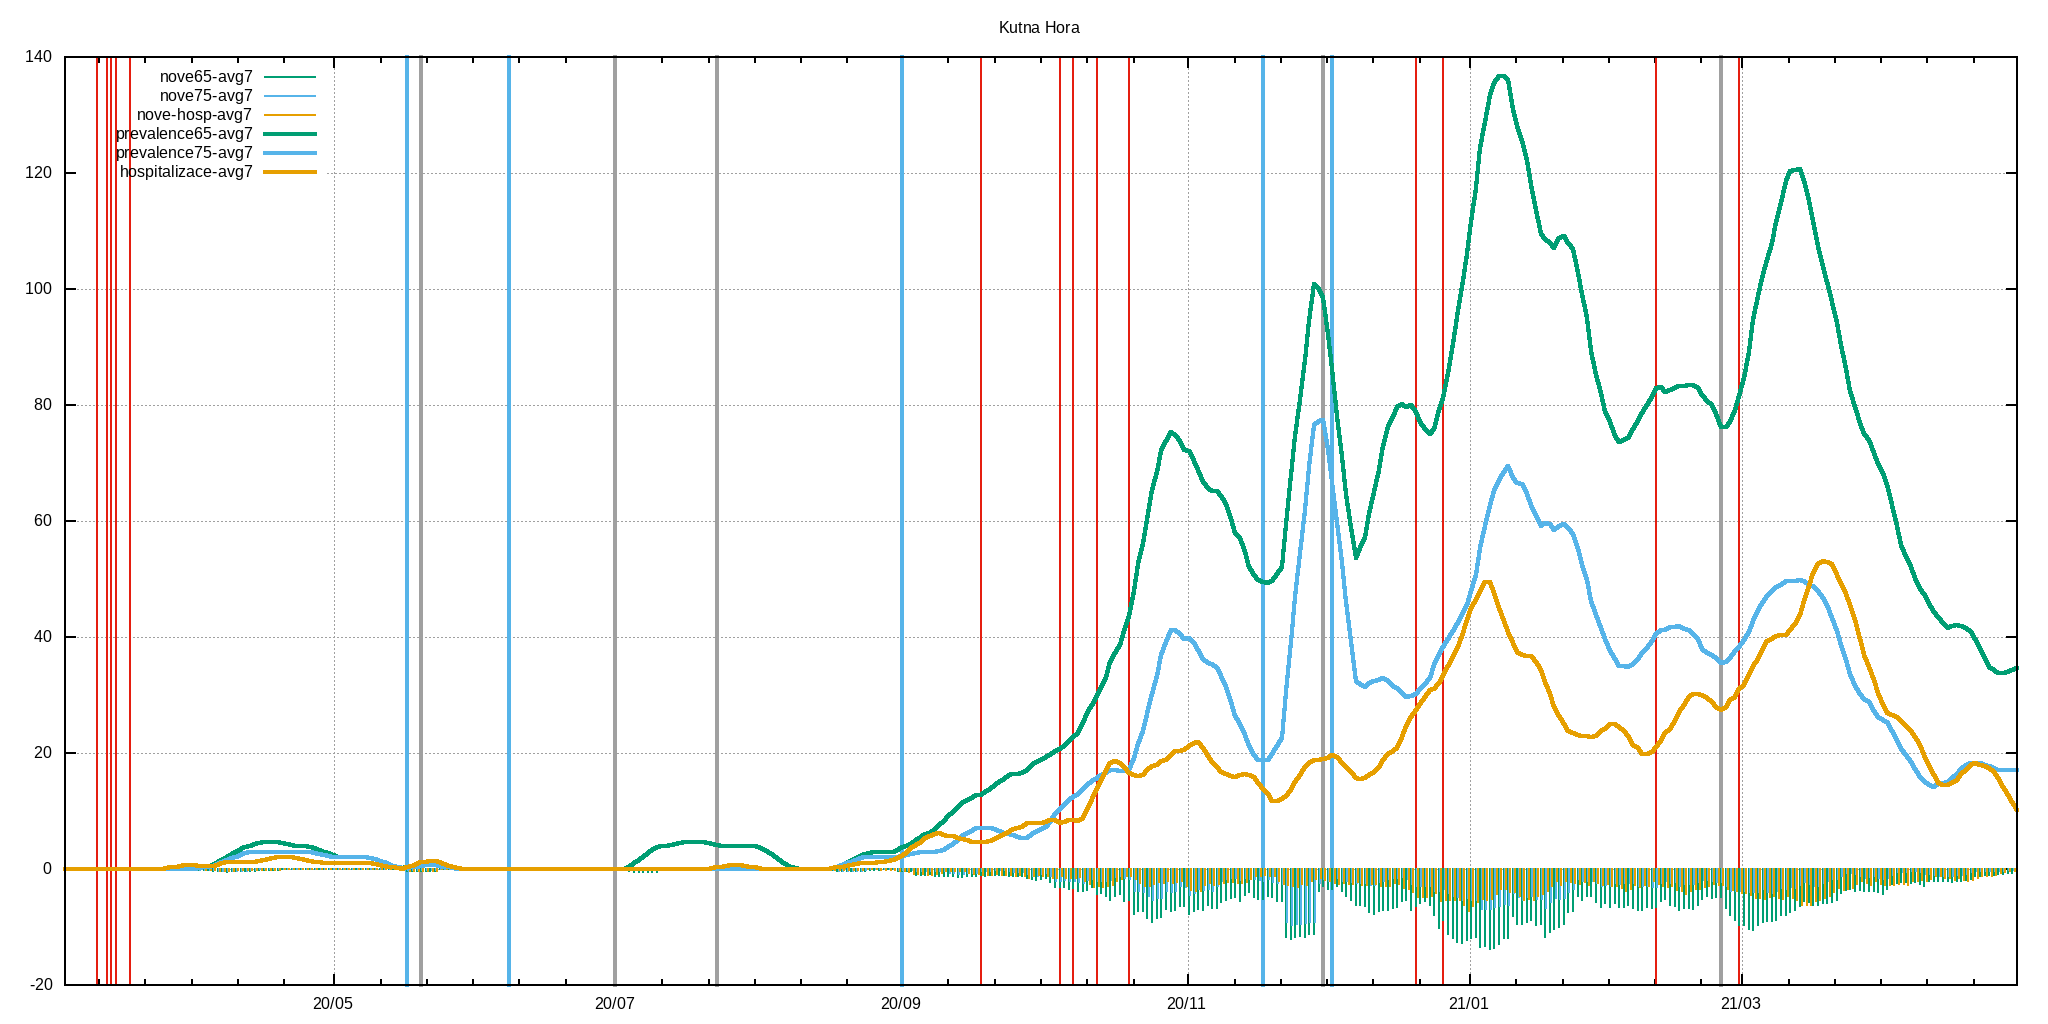 Kutna Hora
140
120
100
80
60
40
20
0
-20
nove65-avg7
nove75-avg7
nove-hosp-avg7
prevalence65-avg7
prevalence75-avg7
hospitalizace-avg7
20/05 20/07 20/09 20/11 21/01 21/03